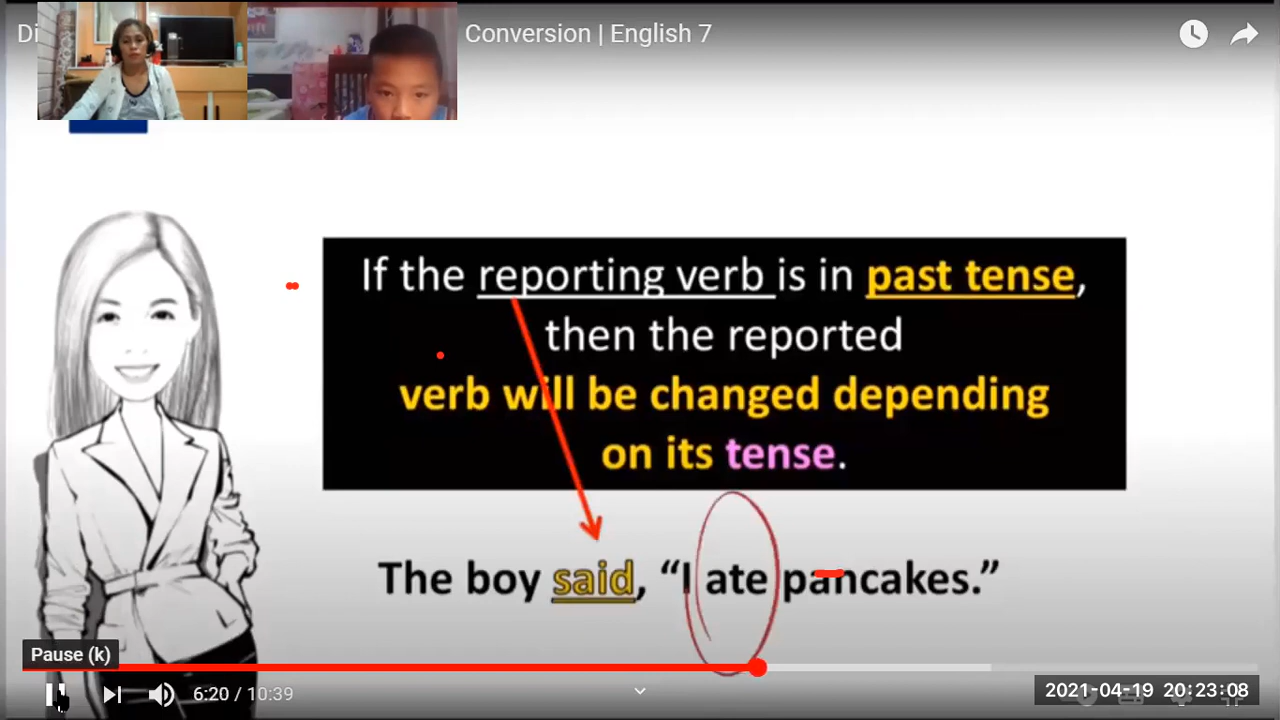 Di
Conversion | English 7
If the reporting verb is in past tense,
then the reported
verb will be changed depending
on its tense.
The boy said, “I ate pancakes.”
Pause (k)
6:20 / 10:39
2021-04-19 20:23:08